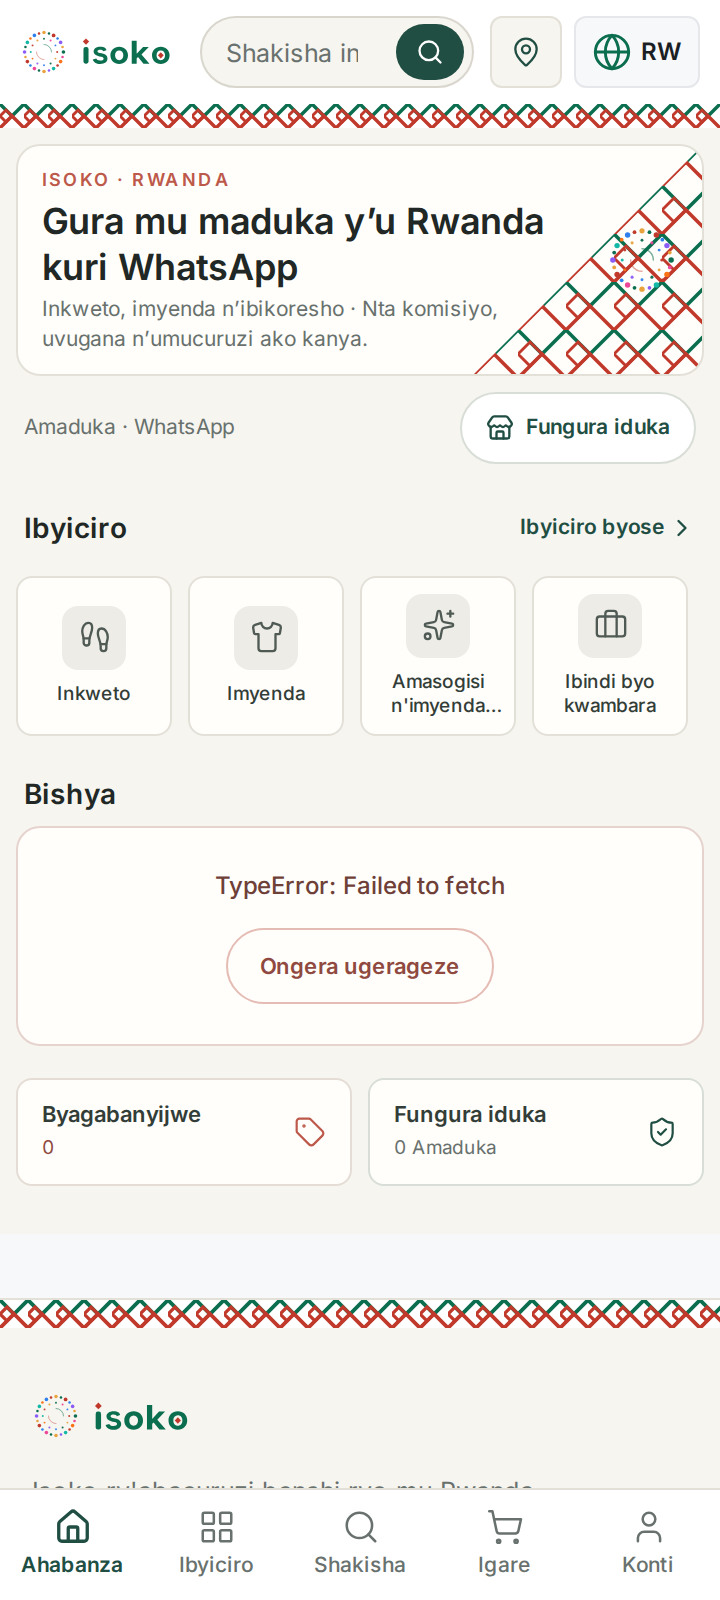 isoko
Shakisha in
RW
ISOKO · RWANDA
Gura mu maduka y’u Rwanda
kuri WhatsApp
Inkweto, imyenda n’ibikoresho · Nta komisiyo,
uvugana n’umucuruzi ako kanya.
Amaduka · WhatsApp
Fungura iduka
Ibyiciro
Ibyiciro byose
Inkweto
Imyenda
Amasogisi
n'imyenda...
Ibindi byo
kwambara
Bishya
TypeError: Failed to fetch
Ongera ugerageze
Byagabanyijwe
0
Fungura iduka
0 Amaduka
isoko
Ahabanza
Ibyiciro
Shakisha
Igare
Konti